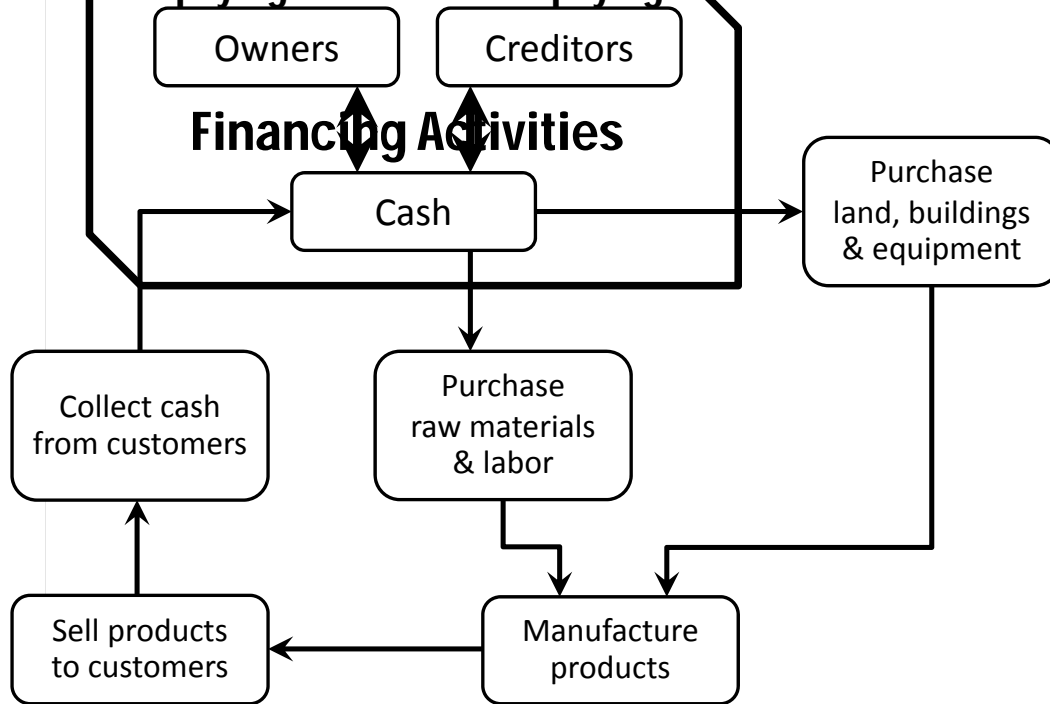 Owners
Creditors
Financing Activities
Cash
Purchase
land, buildings
& equipment
Collect cash
from customers
Purchase
raw materials
& labor
Sell products
to customers
Manufacture
products